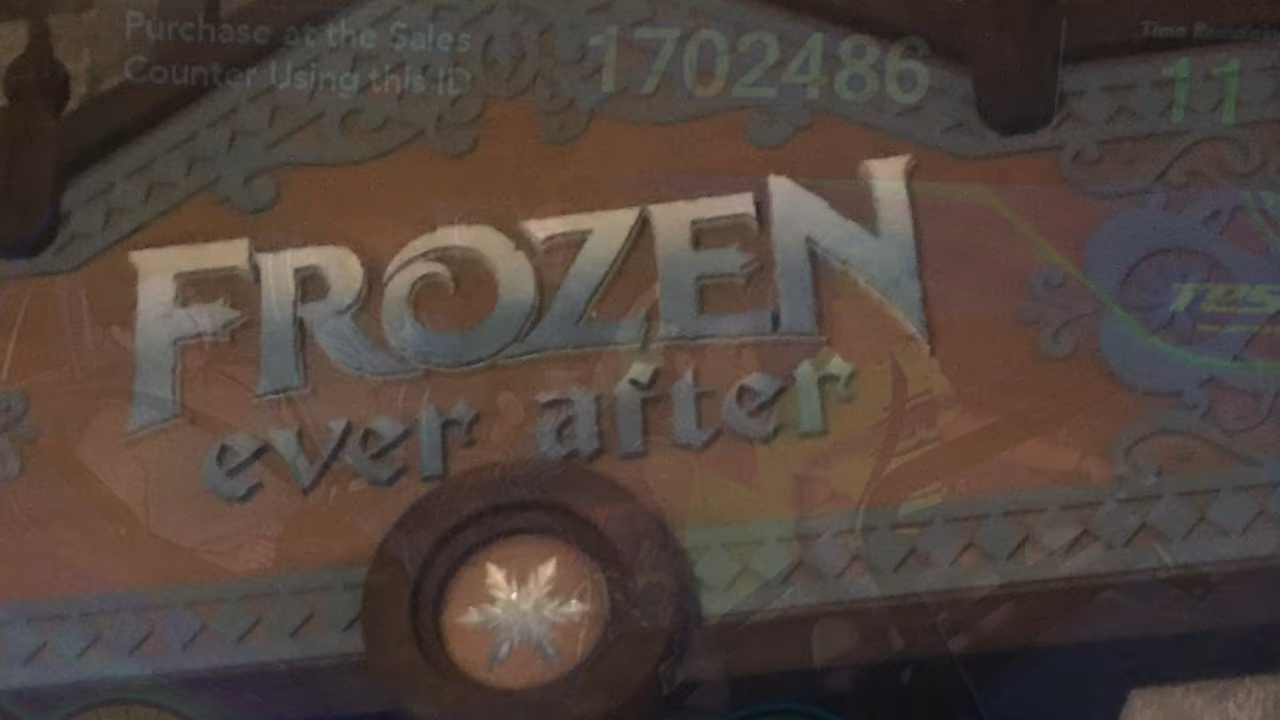 Purchase at the Sales
Counter Using this ID
1702486
11
FROZEN
ever after